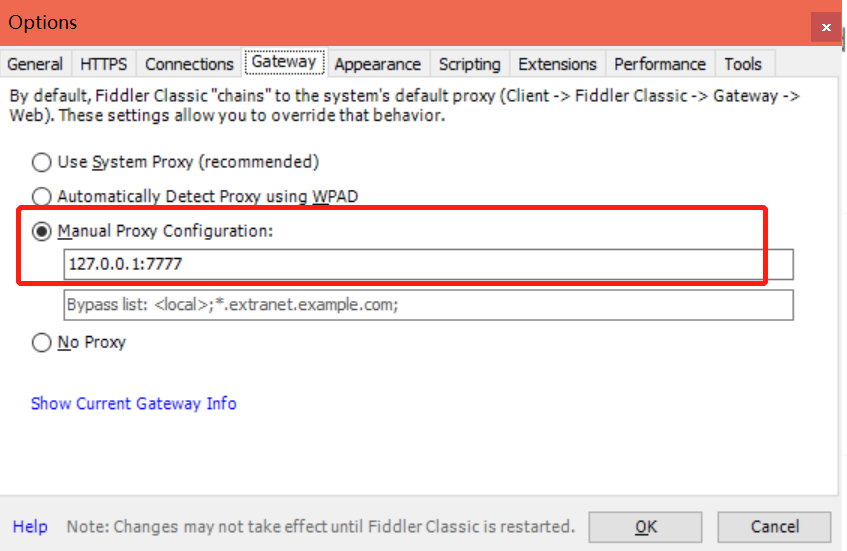 Options
General HTTPS Connections Gateway Appearance Scripting Extensions Performance Tools
By default, Fiddler Classic "chains" to the system's default proxy (Client -> Fiddler Classic -> Gateway ->
Web). These settings allow you to override that behavior.
Use System Proxy (recommended)
Automatically Detect Proxy using WPAD
Manual Proxy Configuration:
127.0.0.1:7777
Bypass list: <local>;*.extranet.example.com;
No Proxy
Show Current Gateway Info
Help Note: Changes may not take effect until Fiddler Classic is restarted. OK Cancel